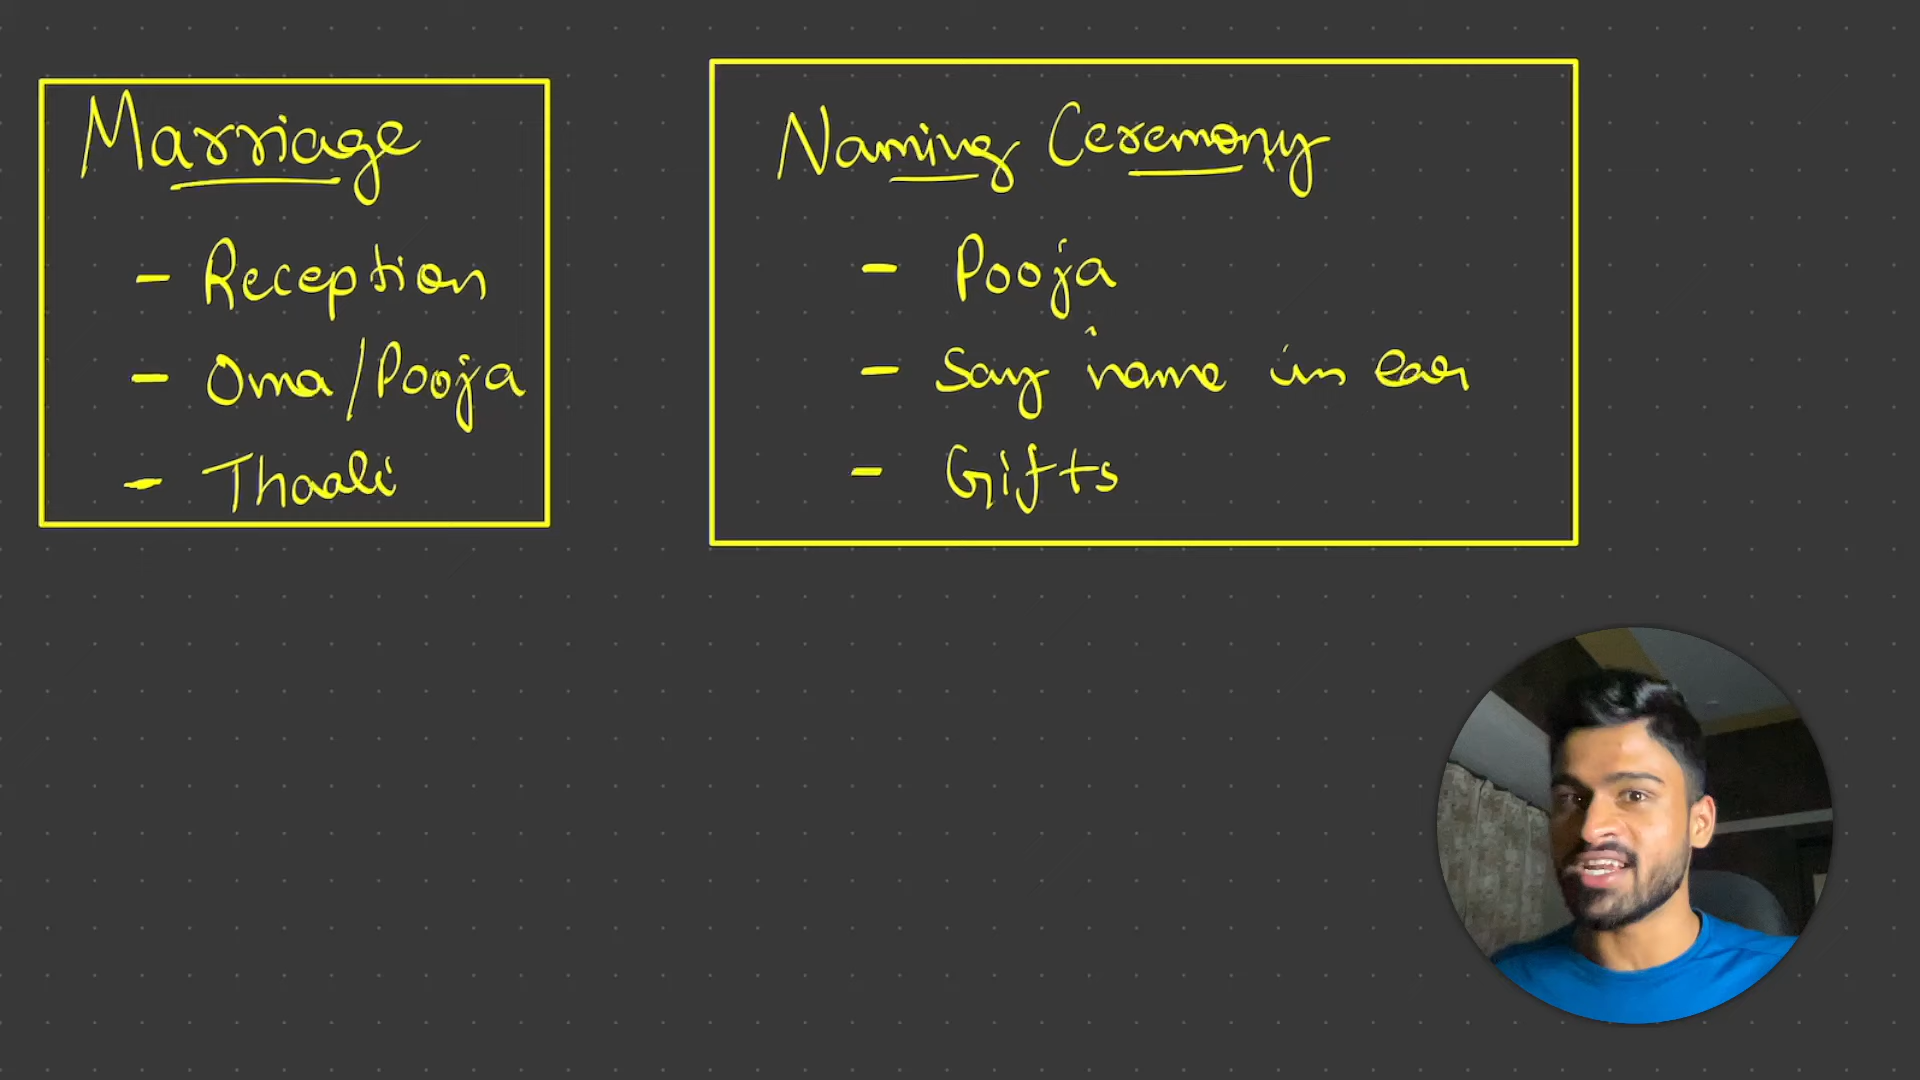 Marriage
- Reception
- Oma/Pooja
- Thaali
Naming Ceremony
- Pooja
- Say name in ear
- Gifts